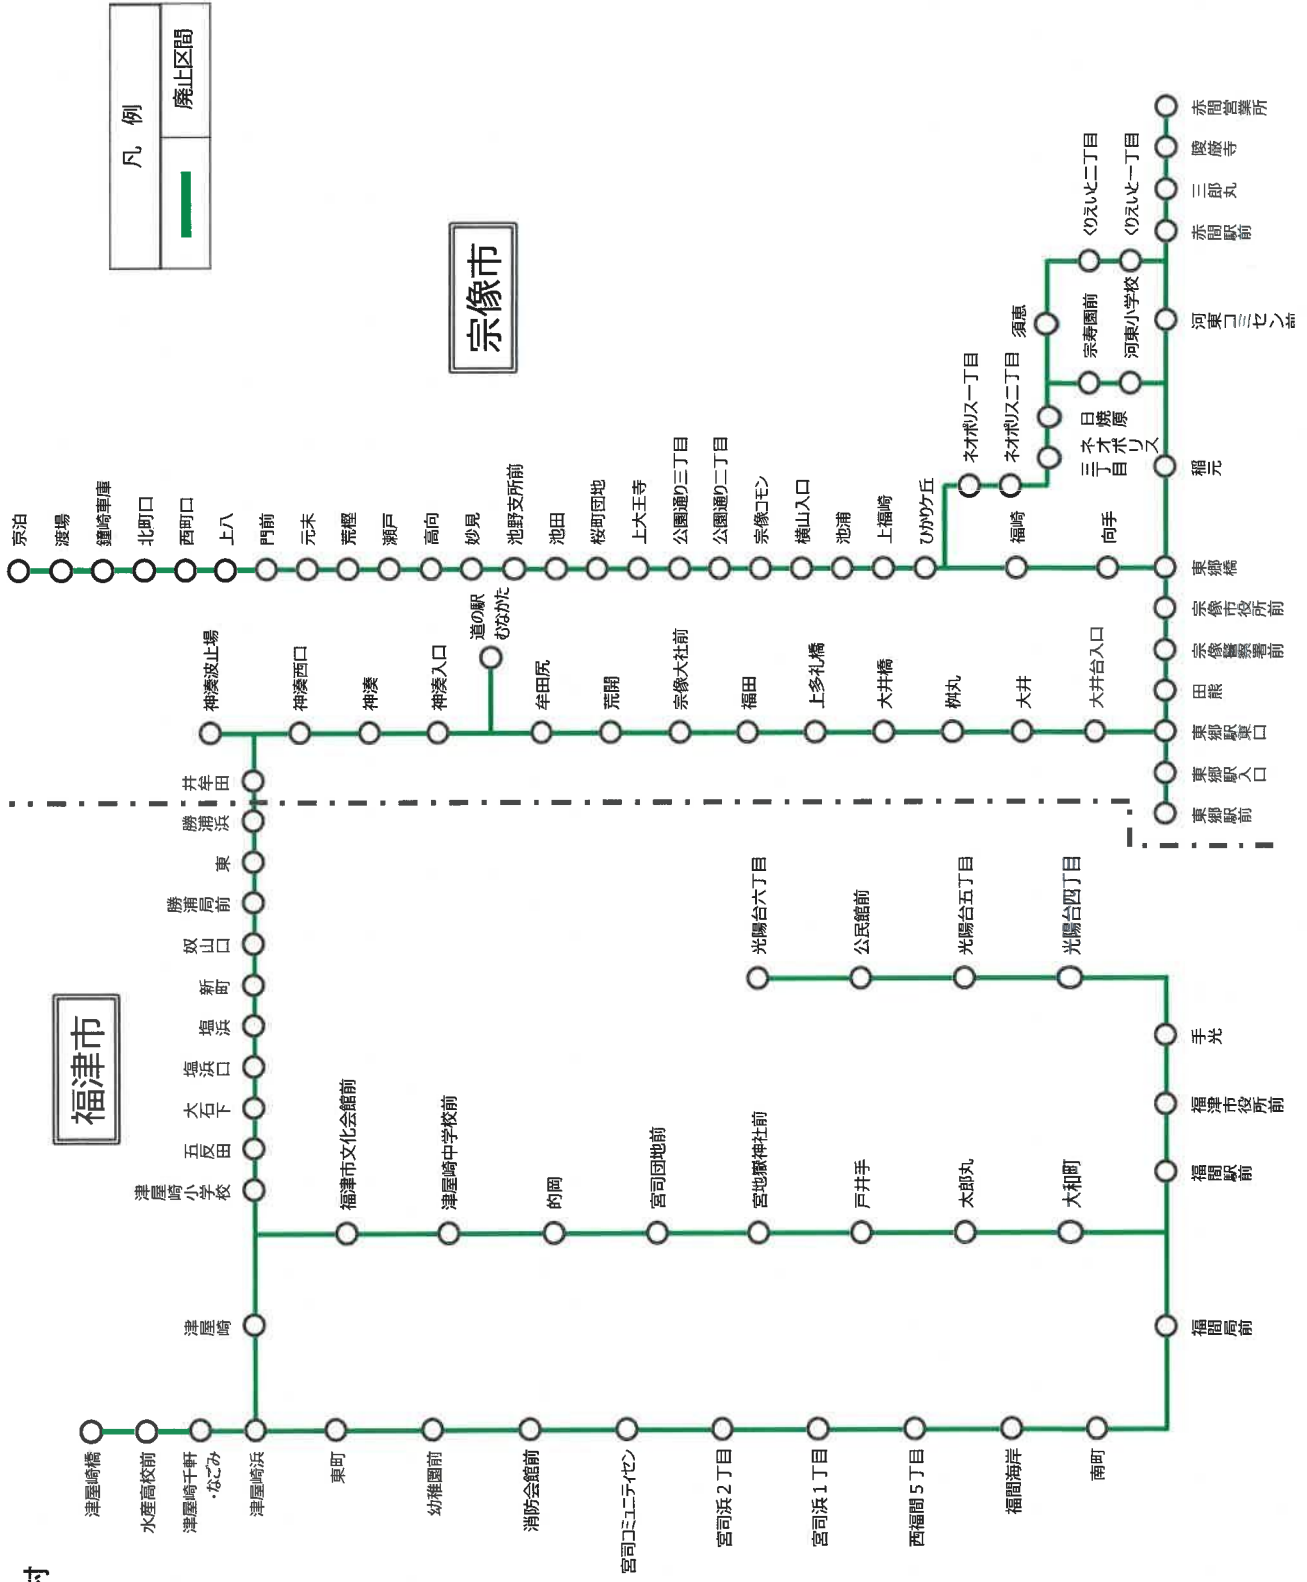 凡 例
廃止区間
宗像市
福津市
京泊
渡場
鐘崎車庫
北町口
西町口
上八
門前
元末
荒樫
瀬戸
高向
妙見
池野支所前
池田
桜町団地
上大王寺
公園通り三丁目
公園通り二丁目
宗像コモン
横山入口
池浦
上福崎
ひかりケ丘
福崎
向手
東郷橋
ネオポリス一丁目
ネオポリス二丁目
ネオポリス
三丁目
日焼原
須恵
宗寿園前
河東小学校
くりえいと二丁目
くりえいと一丁目
赤間営業所
陵厳寺
三郎丸
赤間駅前
河東コミセン前
稲元
宗像市役所前
宗像警察署前
田熊
東郷駅東口
東郷駅入口
東郷駅前
神湊波止場
神湊西口
神湊
神湊入口
道の駅
むなかた
牟田尻
荒開
宗像大社前
福田
上多礼橋
大井橋
桝丸
大井
大井台入口
井牟田
勝浦浜
東
勝浦局前
奴山口
新町
塩浜
塩浜口
大石下
五反田
津屋崎小学校
津屋崎
福津市文化会館前
津屋崎中学校前
的岡
宮司団地前
宮地嶽神社前
戸井手
太郎丸
大和町
光陽台六丁目
公民館前
光陽台五丁目
光陽台四丁目
手光
福津市役所前
福間駅前
福間局前
津屋崎橋
水産高校前
津屋崎千軒
・なごみ
津屋崎浜
東町
幼稚園前
消防会館前
宮司コミュニティセン
宮司浜2丁目
宮司浜1丁目
西福間5丁目
福間海岸
南町